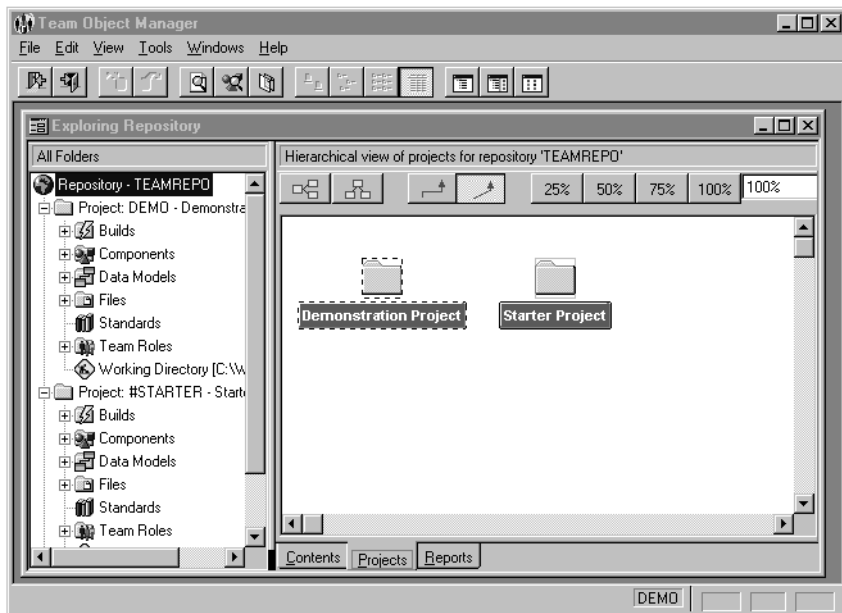 Team Object Manager
File Edit View Tools Windows Help
Exploring Repository
All Folders
Hierarchical view of projects for repository 'TEAMREPO'
Repository - TEAMREPO
Project: DEMO - Demonstra
Builds
Components
Data Models
Files
Standards
Team Roles
Working Directory [C:\W
Project: #STARTER - Starte
Builds
Components
Data Models
Files
Standards
Team Roles
25% 50% 75% 100% 100%
Demonstration Project Starter Project
Contents Projects Reports
DEMO